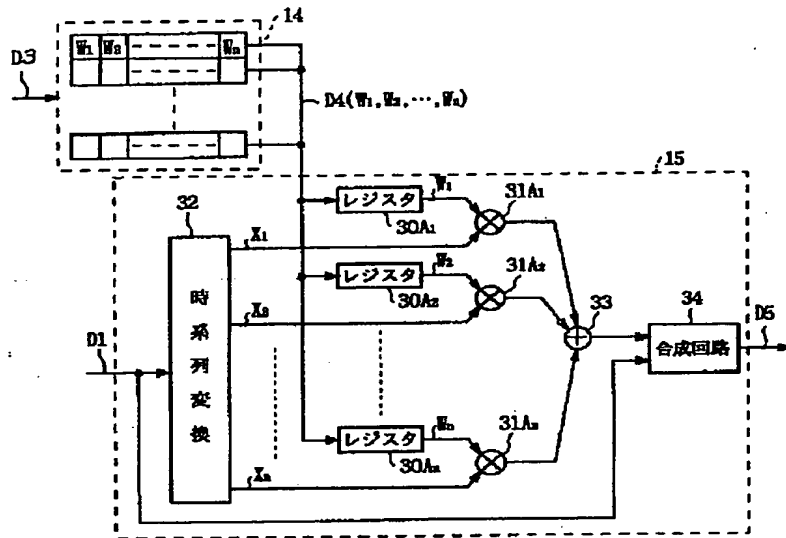 14
D3
W1 W2 Wn
D4(W1,W2,…,Wn)
15
32
時系列変換
D1
X1
X2
Xn
レジスタ
30A1
W1
31A1
レジスタ
30A2
W2
31A2
レジスタ
30An
Wn
31An
33
34
合成回路
D5